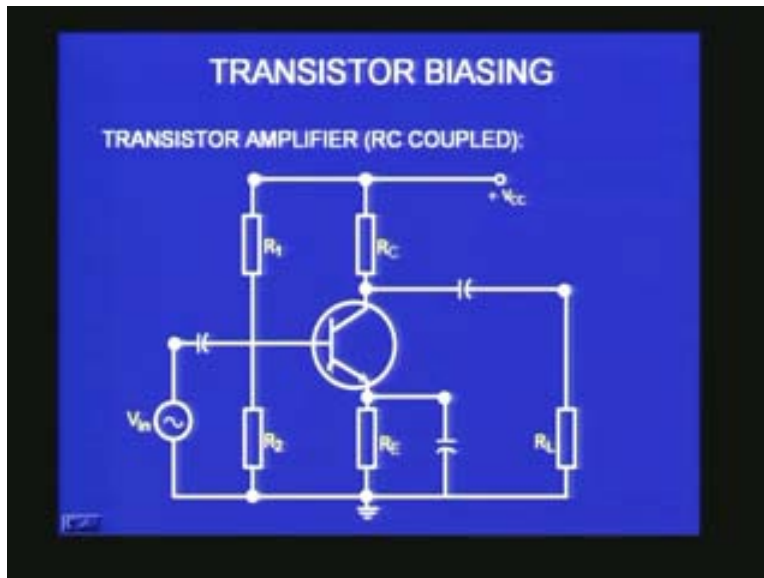 TRANSISTOR BIASING
TRANSISTOR AMPLIFIER (RC COUPLED):
+ Vcc
R1
RC
Vin
R2
RE
RL